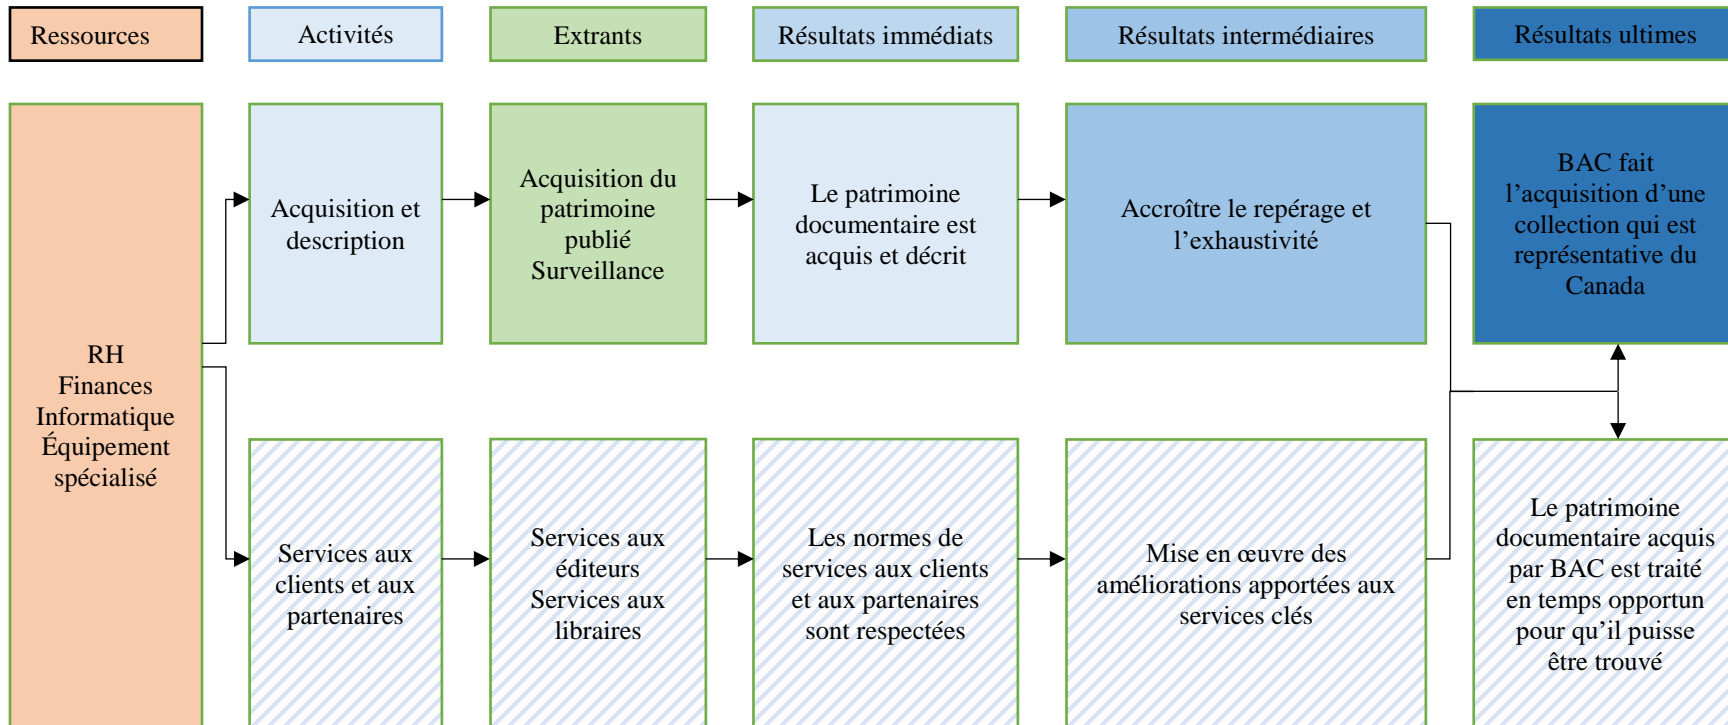 Ressources
Activités
Extrants
Résultats immédiats
Résultats intermédiaires
Résultats ultimes
RH
Finances
Informatique
Équipement
spécialisé
Acquisition et
description
Acquisition du
patrimoine
publié
Surveillance
Le patrimoine
documentaire est
acquis et décrit
Accroître le repérage et
l’exhaustivité
BAC fait
l’acquisition d’une
collection qui est
représentative du
Canada
Services aux
clients et aux
partenaires
Services aux
éditeurs
Services aux
libraires
Les normes de
services aux clients
et aux partenaires
sont respectées
Mise en œuvre des
améliorations apportées aux
services clés
Le patrimoine
documentaire acquis
par BAC est traité
en temps opportun
pour qu’il puisse
être trouvé